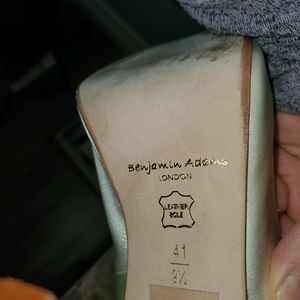 Benjamin Adams
LONDON
LEATHER
SOLE
41
9½